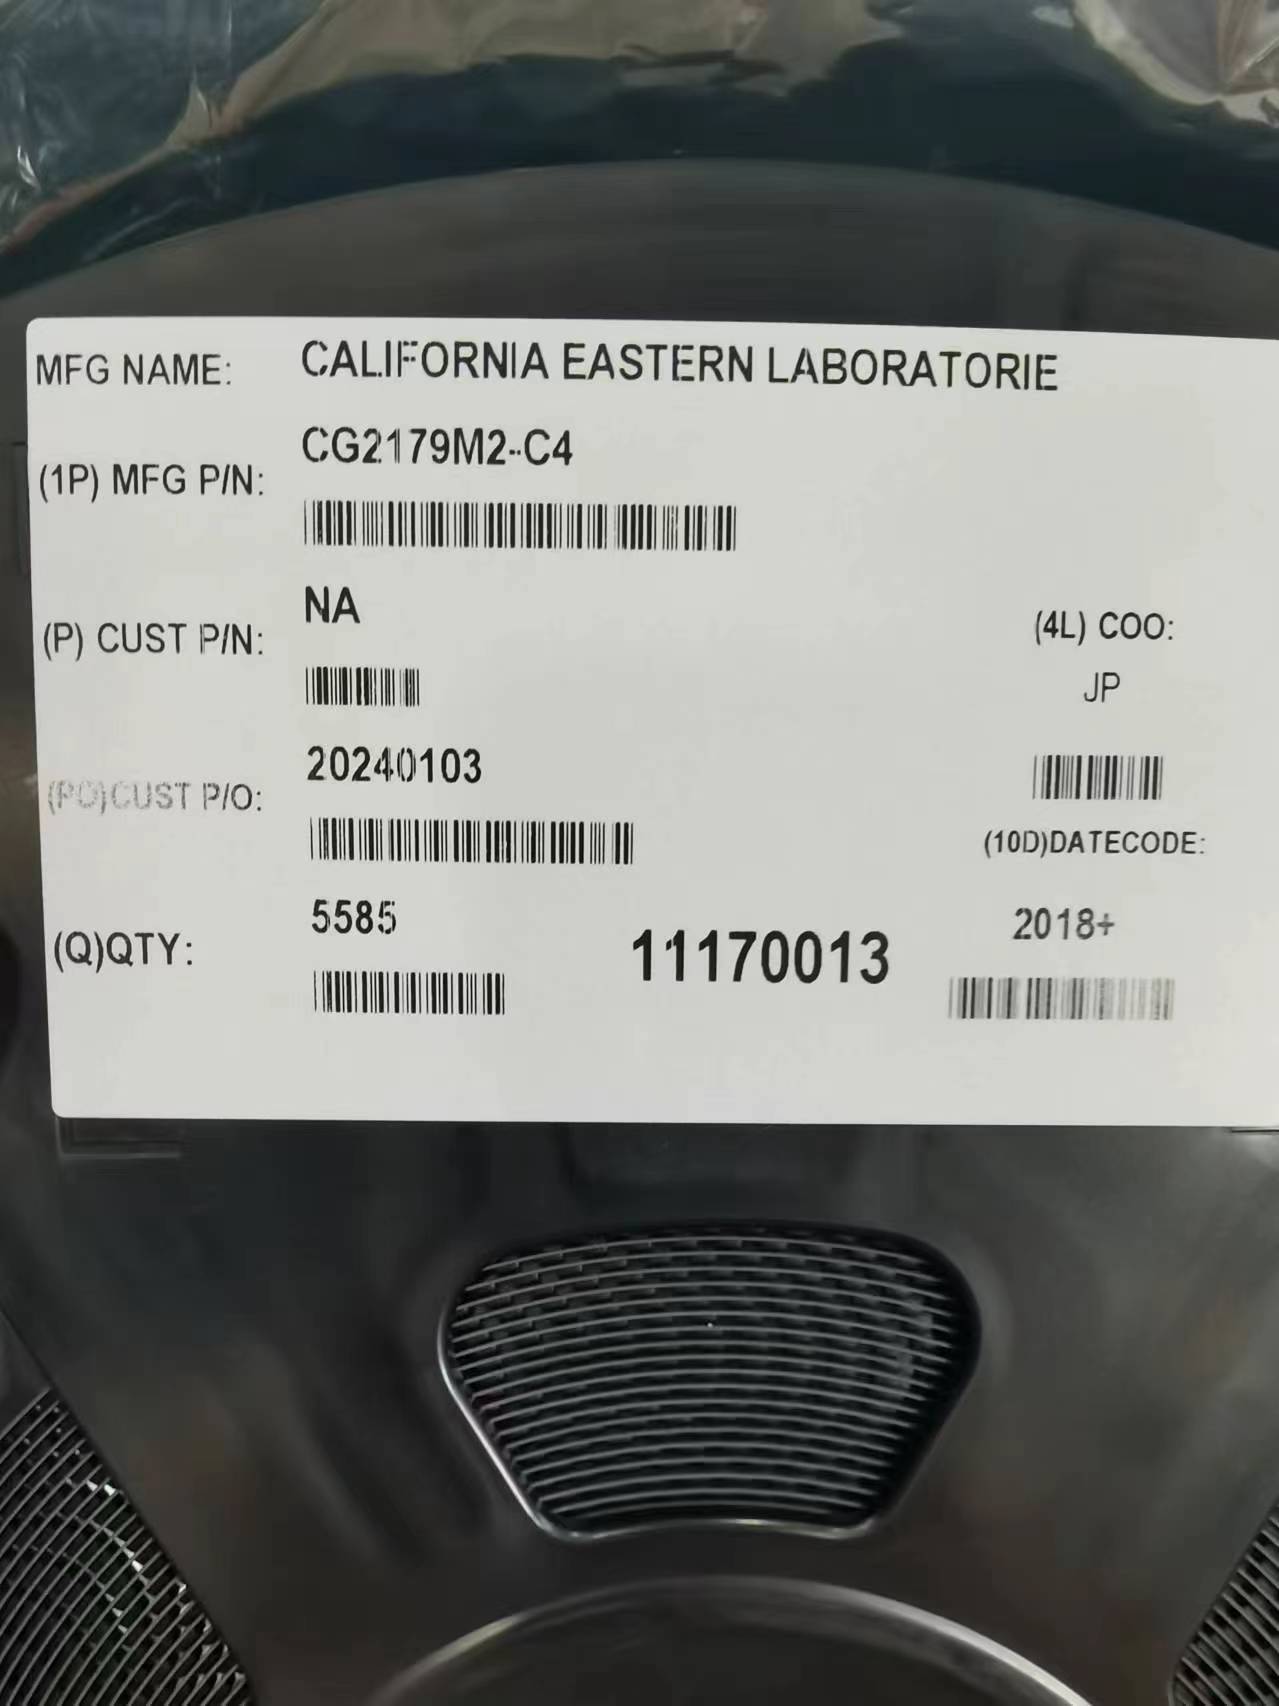 MFG NAME: CALIFORNIA EASTERN LABORATORIE
(1P) MFG P/N: CG2179M2-C4
(P) CUST P/N: NA
(4L) COO:
JP
(PO)CUST P/O: 20240103
(10D)DATECODE:
2018+
(Q)QTY: 5585
11170013